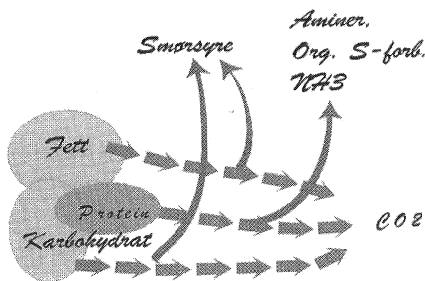 Smørsyre
Aminer,
Org. S-forb.
NH3
Fett
Protein
Karbohydrat
CO2